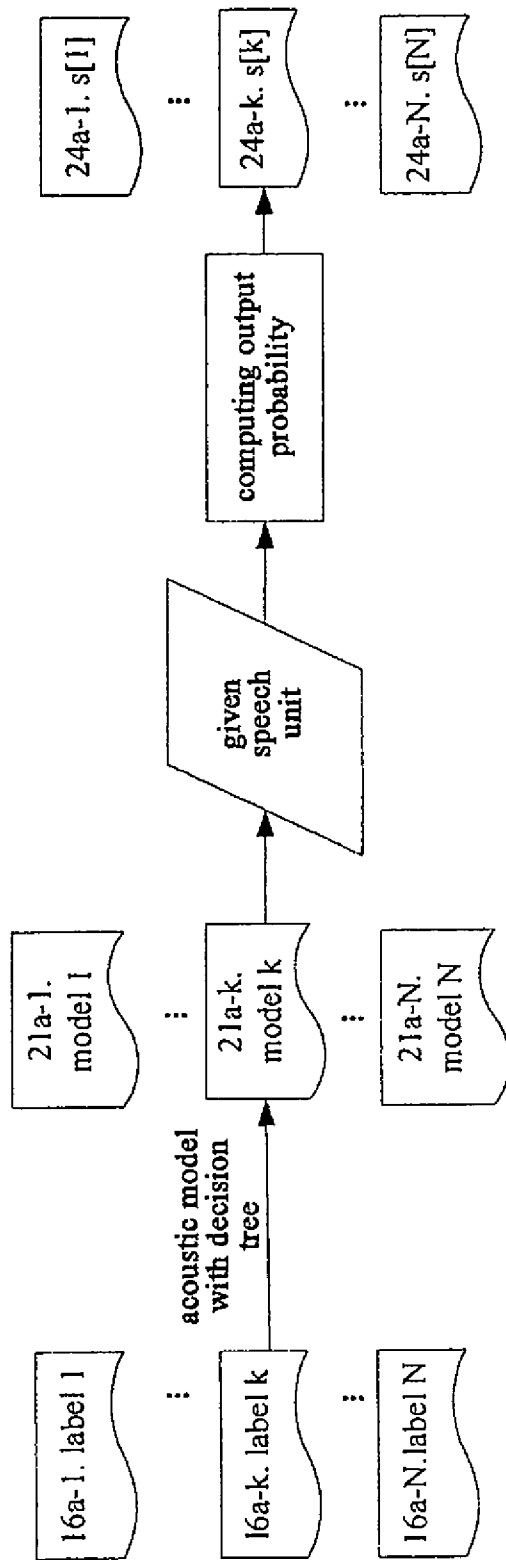 16a-1. label 1
⋮
16a-k. label k
⋮
16a-N.label N
acoustic model
with decision
tree
21a-1.
model 1
⋮
21a-k.
model k
⋮
21a-N.
model N
given
speech
unit
computing output
probability
24a-1. s[1]
⋮
24a-k. s[k]
⋮
24a-N. s[N]